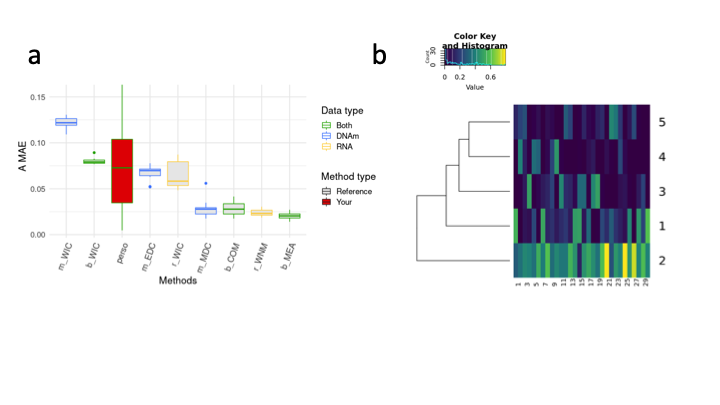 a
b
Color Key
and Histogram
Count
0 30
0 0.2 0.6
Value
0.15
0.10
0.05
0.00
A MAE
m_WIC b_WIC perso m_EDC r_WIC m_MDC b_COM r_WNM b_MEA
Methods
Data type
Both
DNAm
RNA
Method type
Reference
Your
5
4
3
1
2
1 3 5 7 9 11 13 15 17 19 21 23 25 27 29